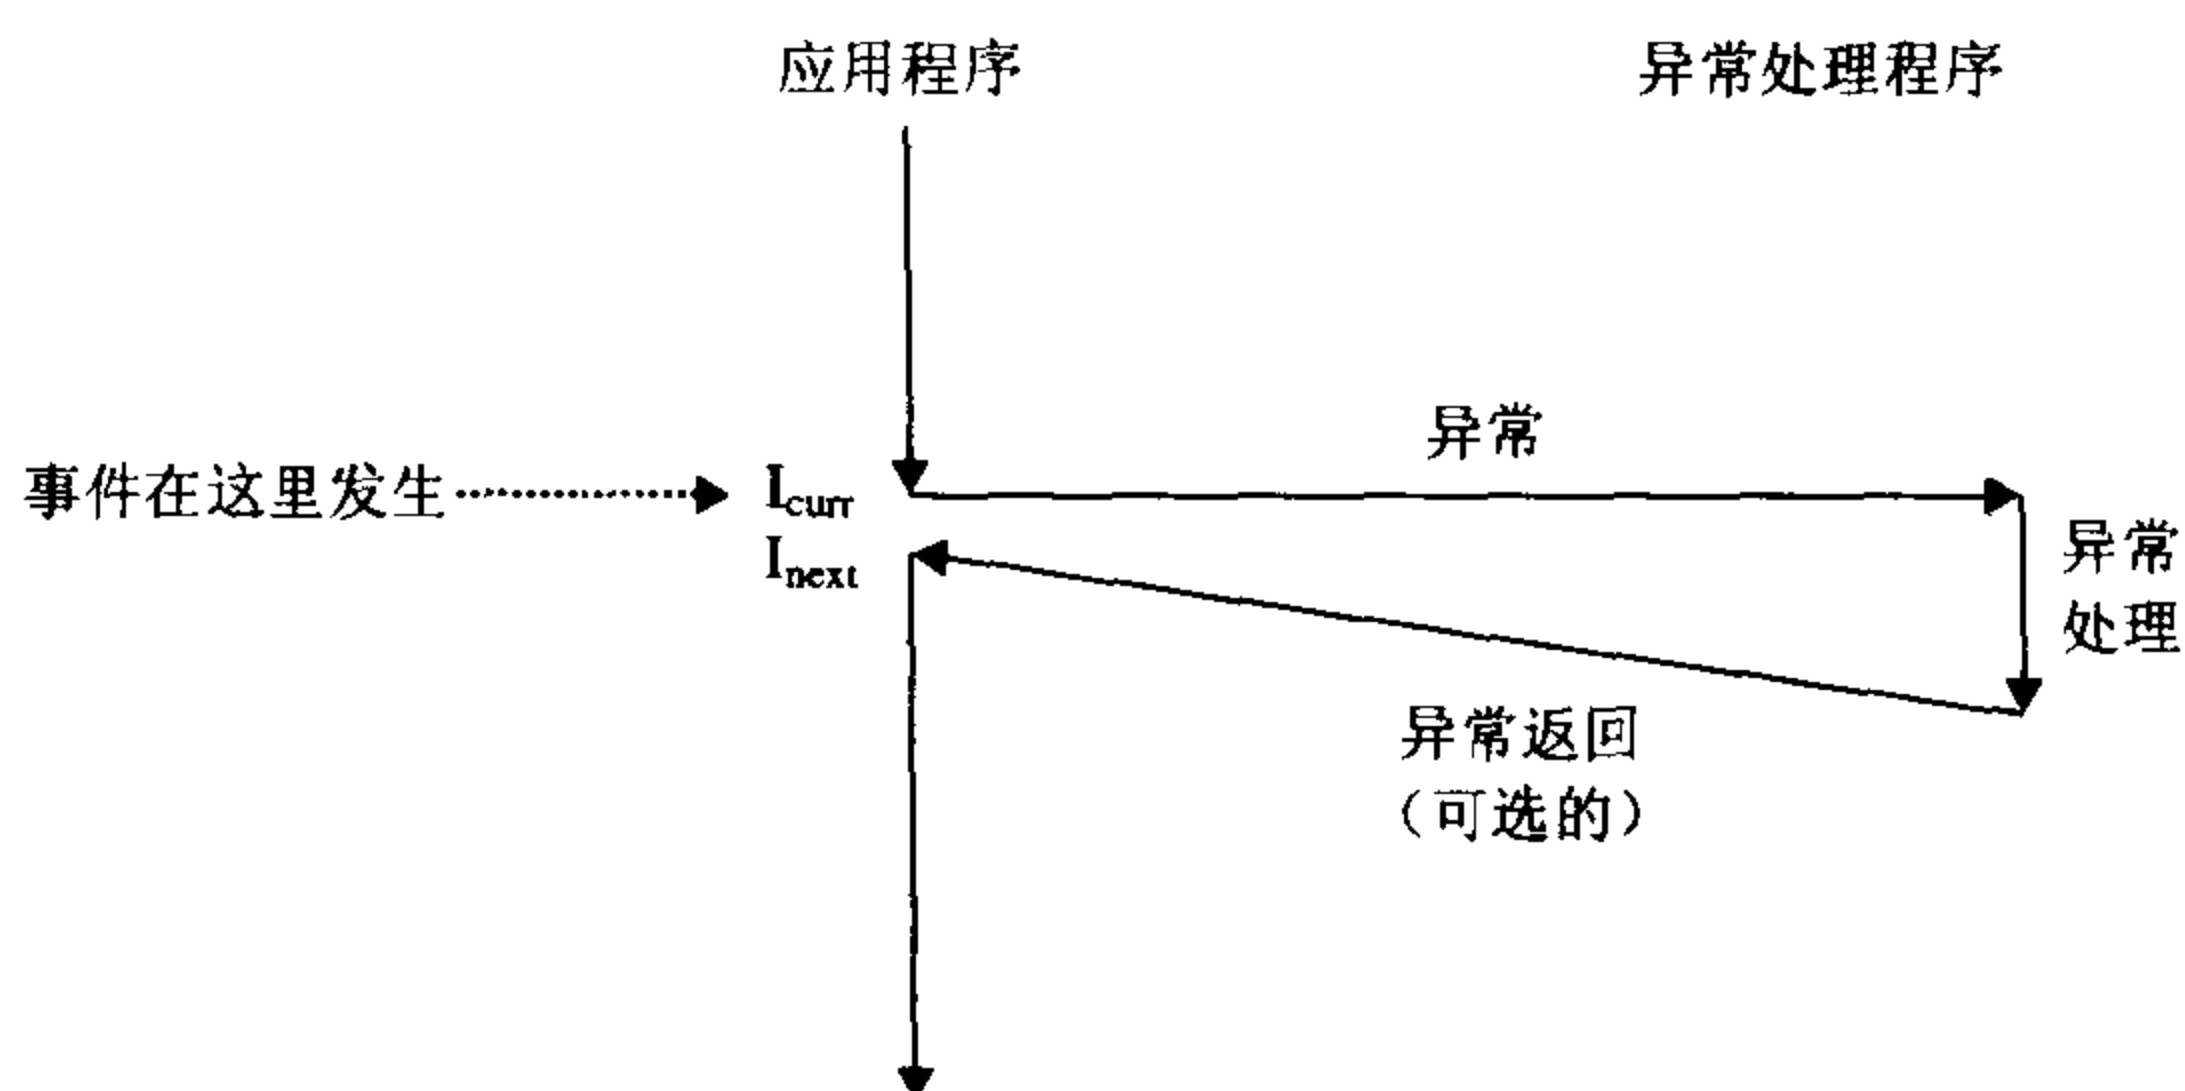 应用程序
异常处理程序
异常
事件在这里发生
Icurr
Inext
异常
处理
异常返回
（可选的）